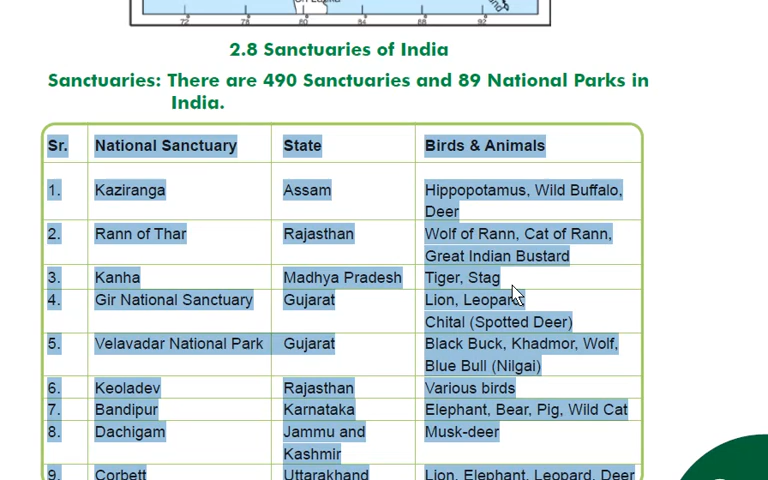 72 78 80 88 92
2.8 Sanctuaries of India
Sanctuaries: There are 490 Sanctuaries and 89 National Parks in
India.
Sr. National Sanctuary State Birds & Animals
1. Kaziranga Assam Hippopotamus, Wild Buffalo,
Deer
2. Rann of Thar Rajasthan Wolf of Rann, Cat of Rann,
Great Indian Bustard
3. Kanha Madhya Pradesh Tiger, Stag
4. Gir National Sanctuary Gujarat Lion, Leopard
Chital (Spotted Deer)
5. Velavadar National Park Gujarat Black Buck, Khadmor, Wolf,
Blue Bull (Nilgai)
6. Keoladev Rajasthan Various birds
7. Bandipur Karnataka Elephant, Bear, Pig, Wild Cat
8. Dachigam Jammu and Musk-deer
Kashmir
9. Corbett Uttarakhand Lion, Elephant, Leopard, Deer